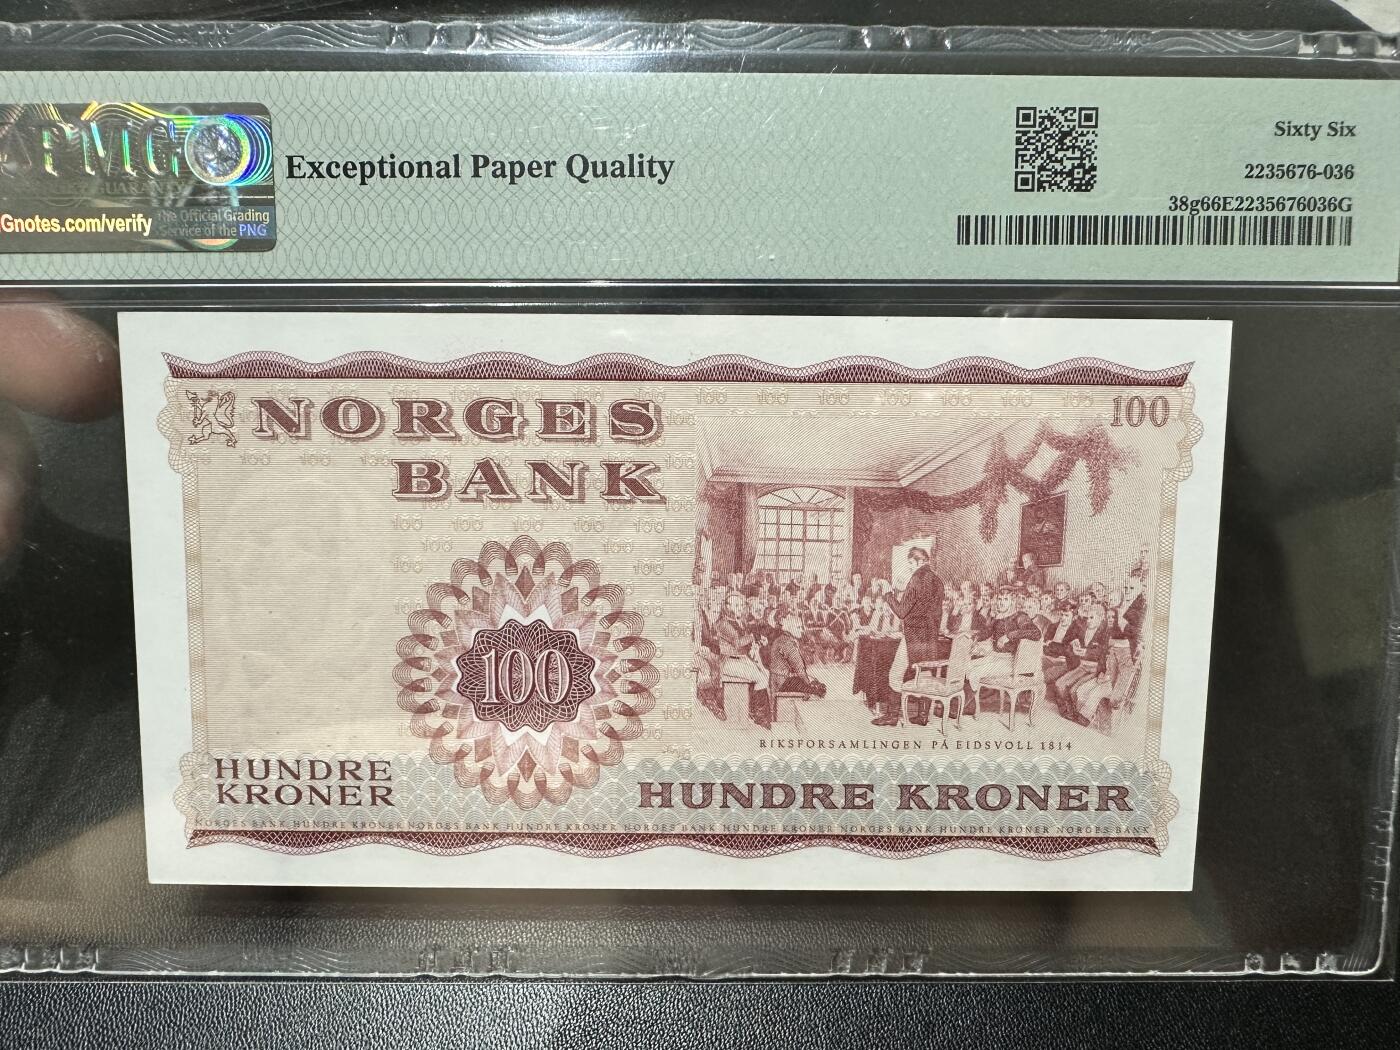 PMG
Gnotes.com/verify
The Official Grading
Service of the PNG
Exceptional Paper Quality
Sixty Six
2235676-036
38g66E2235676036G
NORGES
BANK
100
100
RIKSFORSAMLINGEN PÅ EIDSVOLL 1814
HUNDRE
KRONER
HUNDRE KRONER
NORGES BANK HUNDRE KRONER NORGES BANK HUNDRE KRONER NORGES BANK HUNDRE KRONER NORGES BANK HUNDRE KRONER NORGES BANK